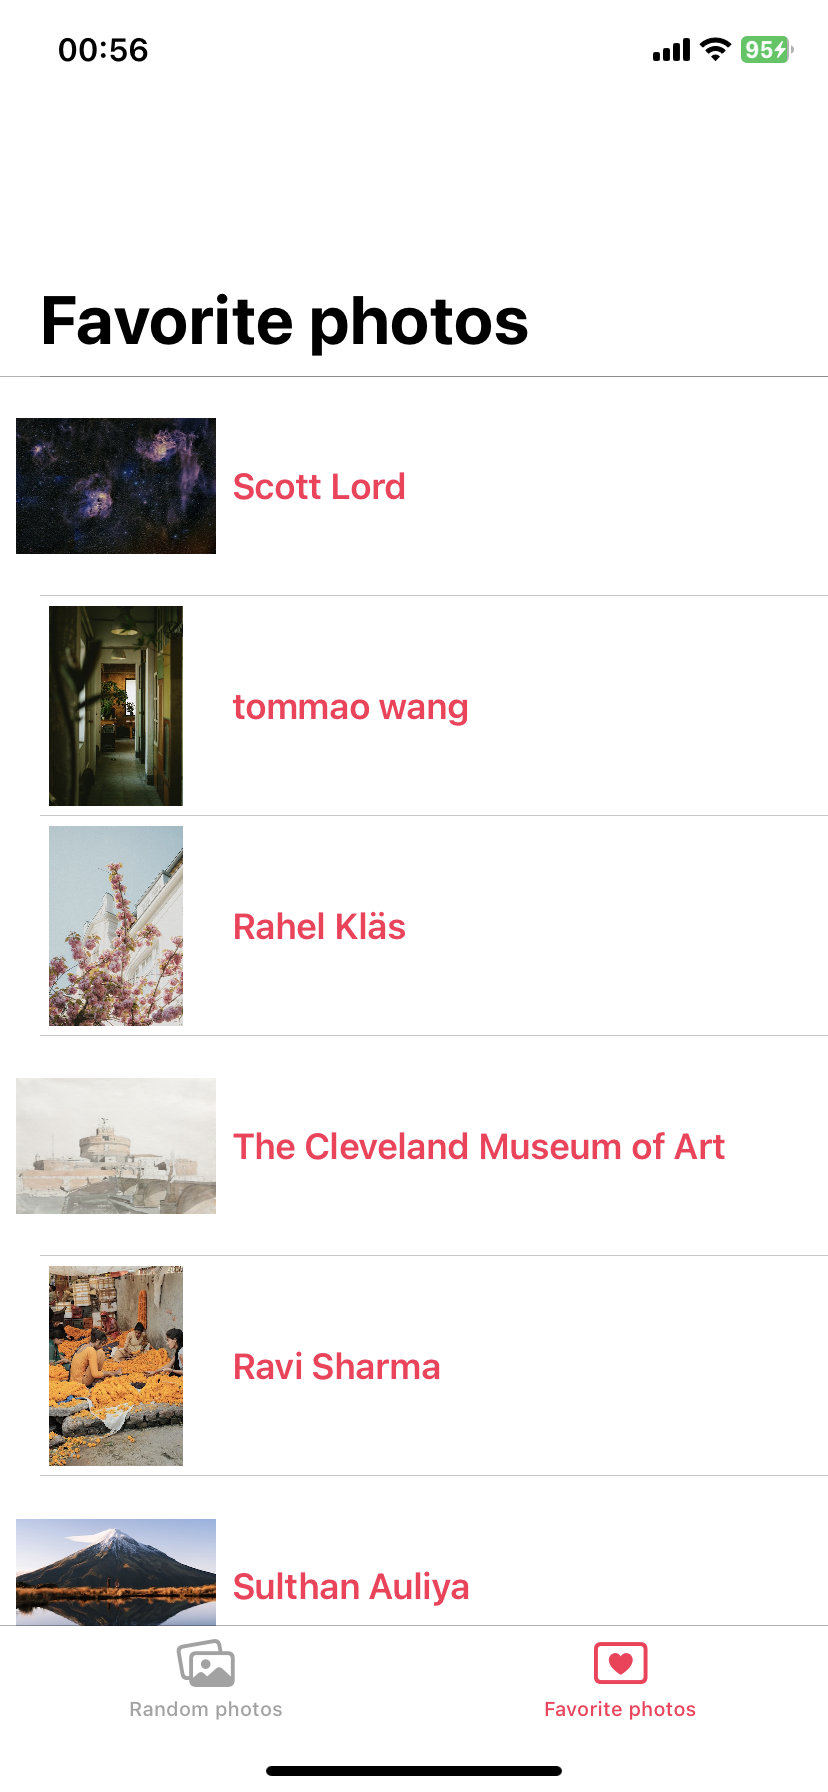 00:56
95
Favorite photos
Scott Lord
tommao wang
Rahel Kläs
The Cleveland Museum of Art
Ravi Sharma
Sulthan Auliya
Random photos
Favorite photos